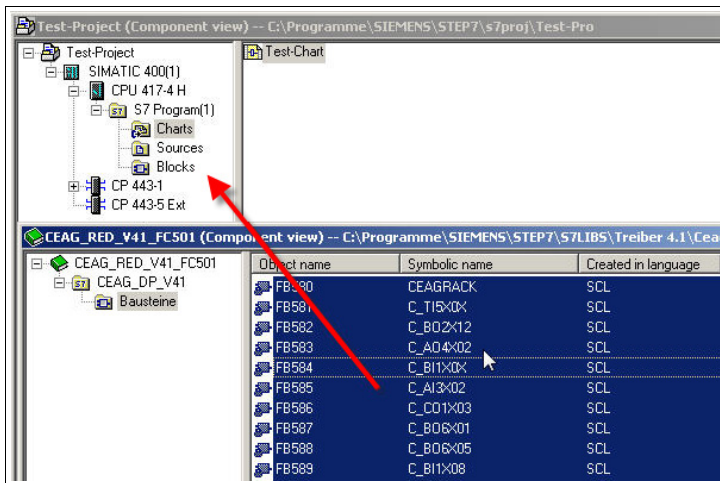 Test-Project (Component view) -- C:\Programme\SIEMENS\STEP7\s7proj\Test-Pro
Test-Project
SIMATIC 400(1)
CPU 417-4 H
S7 Program(1)
Charts
Sources
Blocks
CP 443-1
CP 443-5 Ext
Test-Chart
CEAG_RED_V41_FC501 (Component view) -- C:\Programme\SIEMENS\STEP7\S7LIBS\Treiber 4.1\Cea
CEAG_RED_V41_FC501
CEAG_DP_V41
Bausteine
Object name Symbolic name Created in language
FB580 CEAGRACK SCL
FB581 C_TI5X0X SCL
FB582 C_BO2X12 SCL
FB583 C_AO4X02 SCL
FB584 C_BI1X0X SCL
FB585 C_AI3X02 SCL
FB586 C_CO1X03 SCL
FB587 C_BO6X01 SCL
FB588 C_BO6X05 SCL
FB589 C_BI1X08 SCL